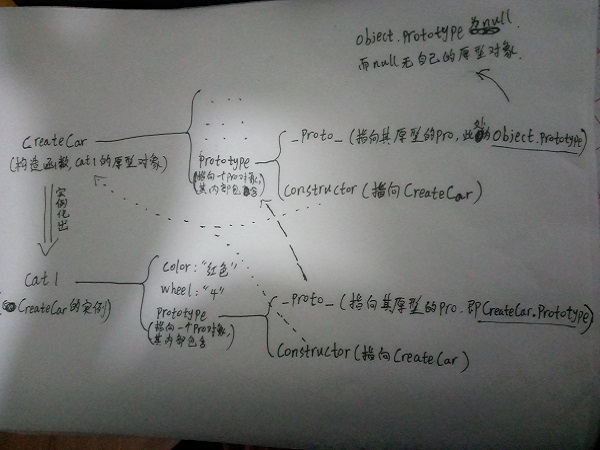 Object.Prototype 为null.
而null无自己的原型对象.
CreateCar
(构造函数,Cat1的原型对象)
Prototype
(指向一个Pro对象,
其内部包含
_Proto_(指向其原型的Pro,此处Object.Prototype)
Constructor(指向CreateCar)
实例化出
Cat1
(CreateCar的实例)
Color:"红色"
Wheel:"4"
Prototype
(指向一个Pro对象,
其内部包含
_Proto_(指向其原型的Pro.即CreateCar.Prototype)
Constructor(指向CreateCar)